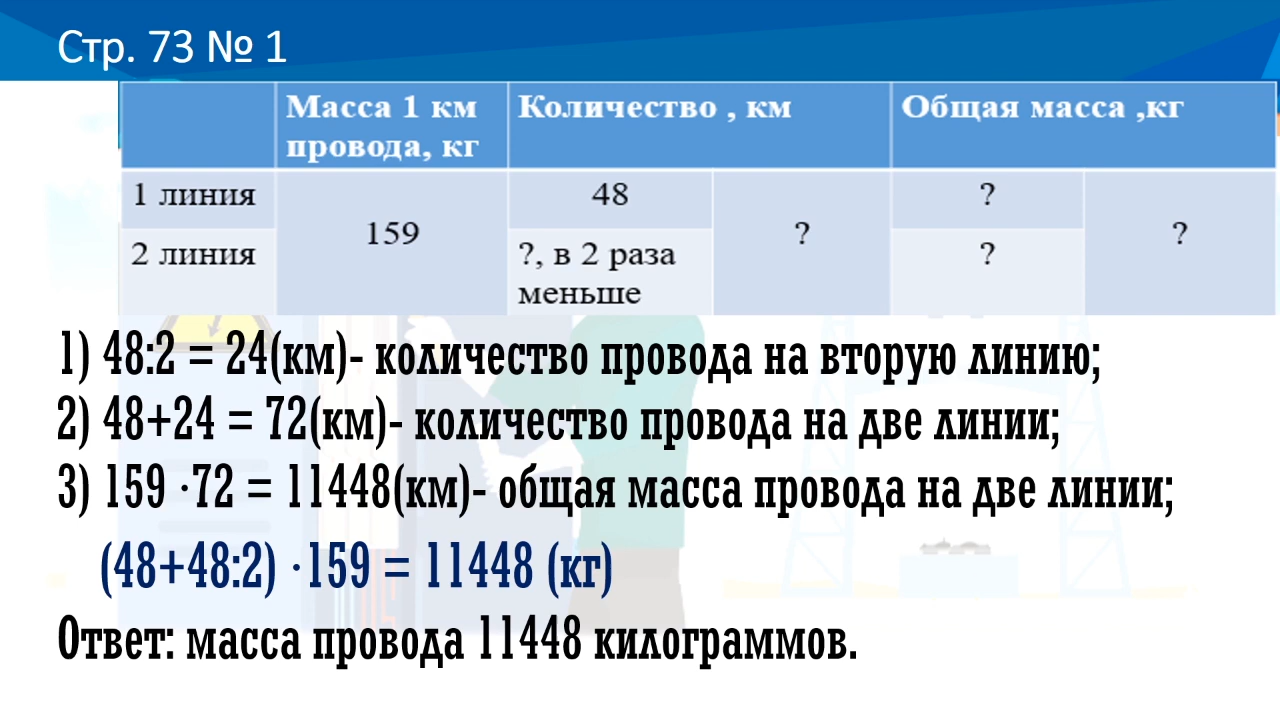 Стр. 73 № 1
Масса 1 км провода, кг
Количество , км
Общая масса ,кг
1 линия
159
48
?
?
?
2 линия
?, в 2 раза меньше
?
1) 48:2 = 24(км)- количество провода на вторую линию;
2) 48+24 = 72(км)- количество провода на две линии;
3) 159 ·72 = 11448(км)- общая масса провода на две линии;
(48+48:2) ·159 = 11448 (кг)
Ответ: масса провода 11448 килограммов.